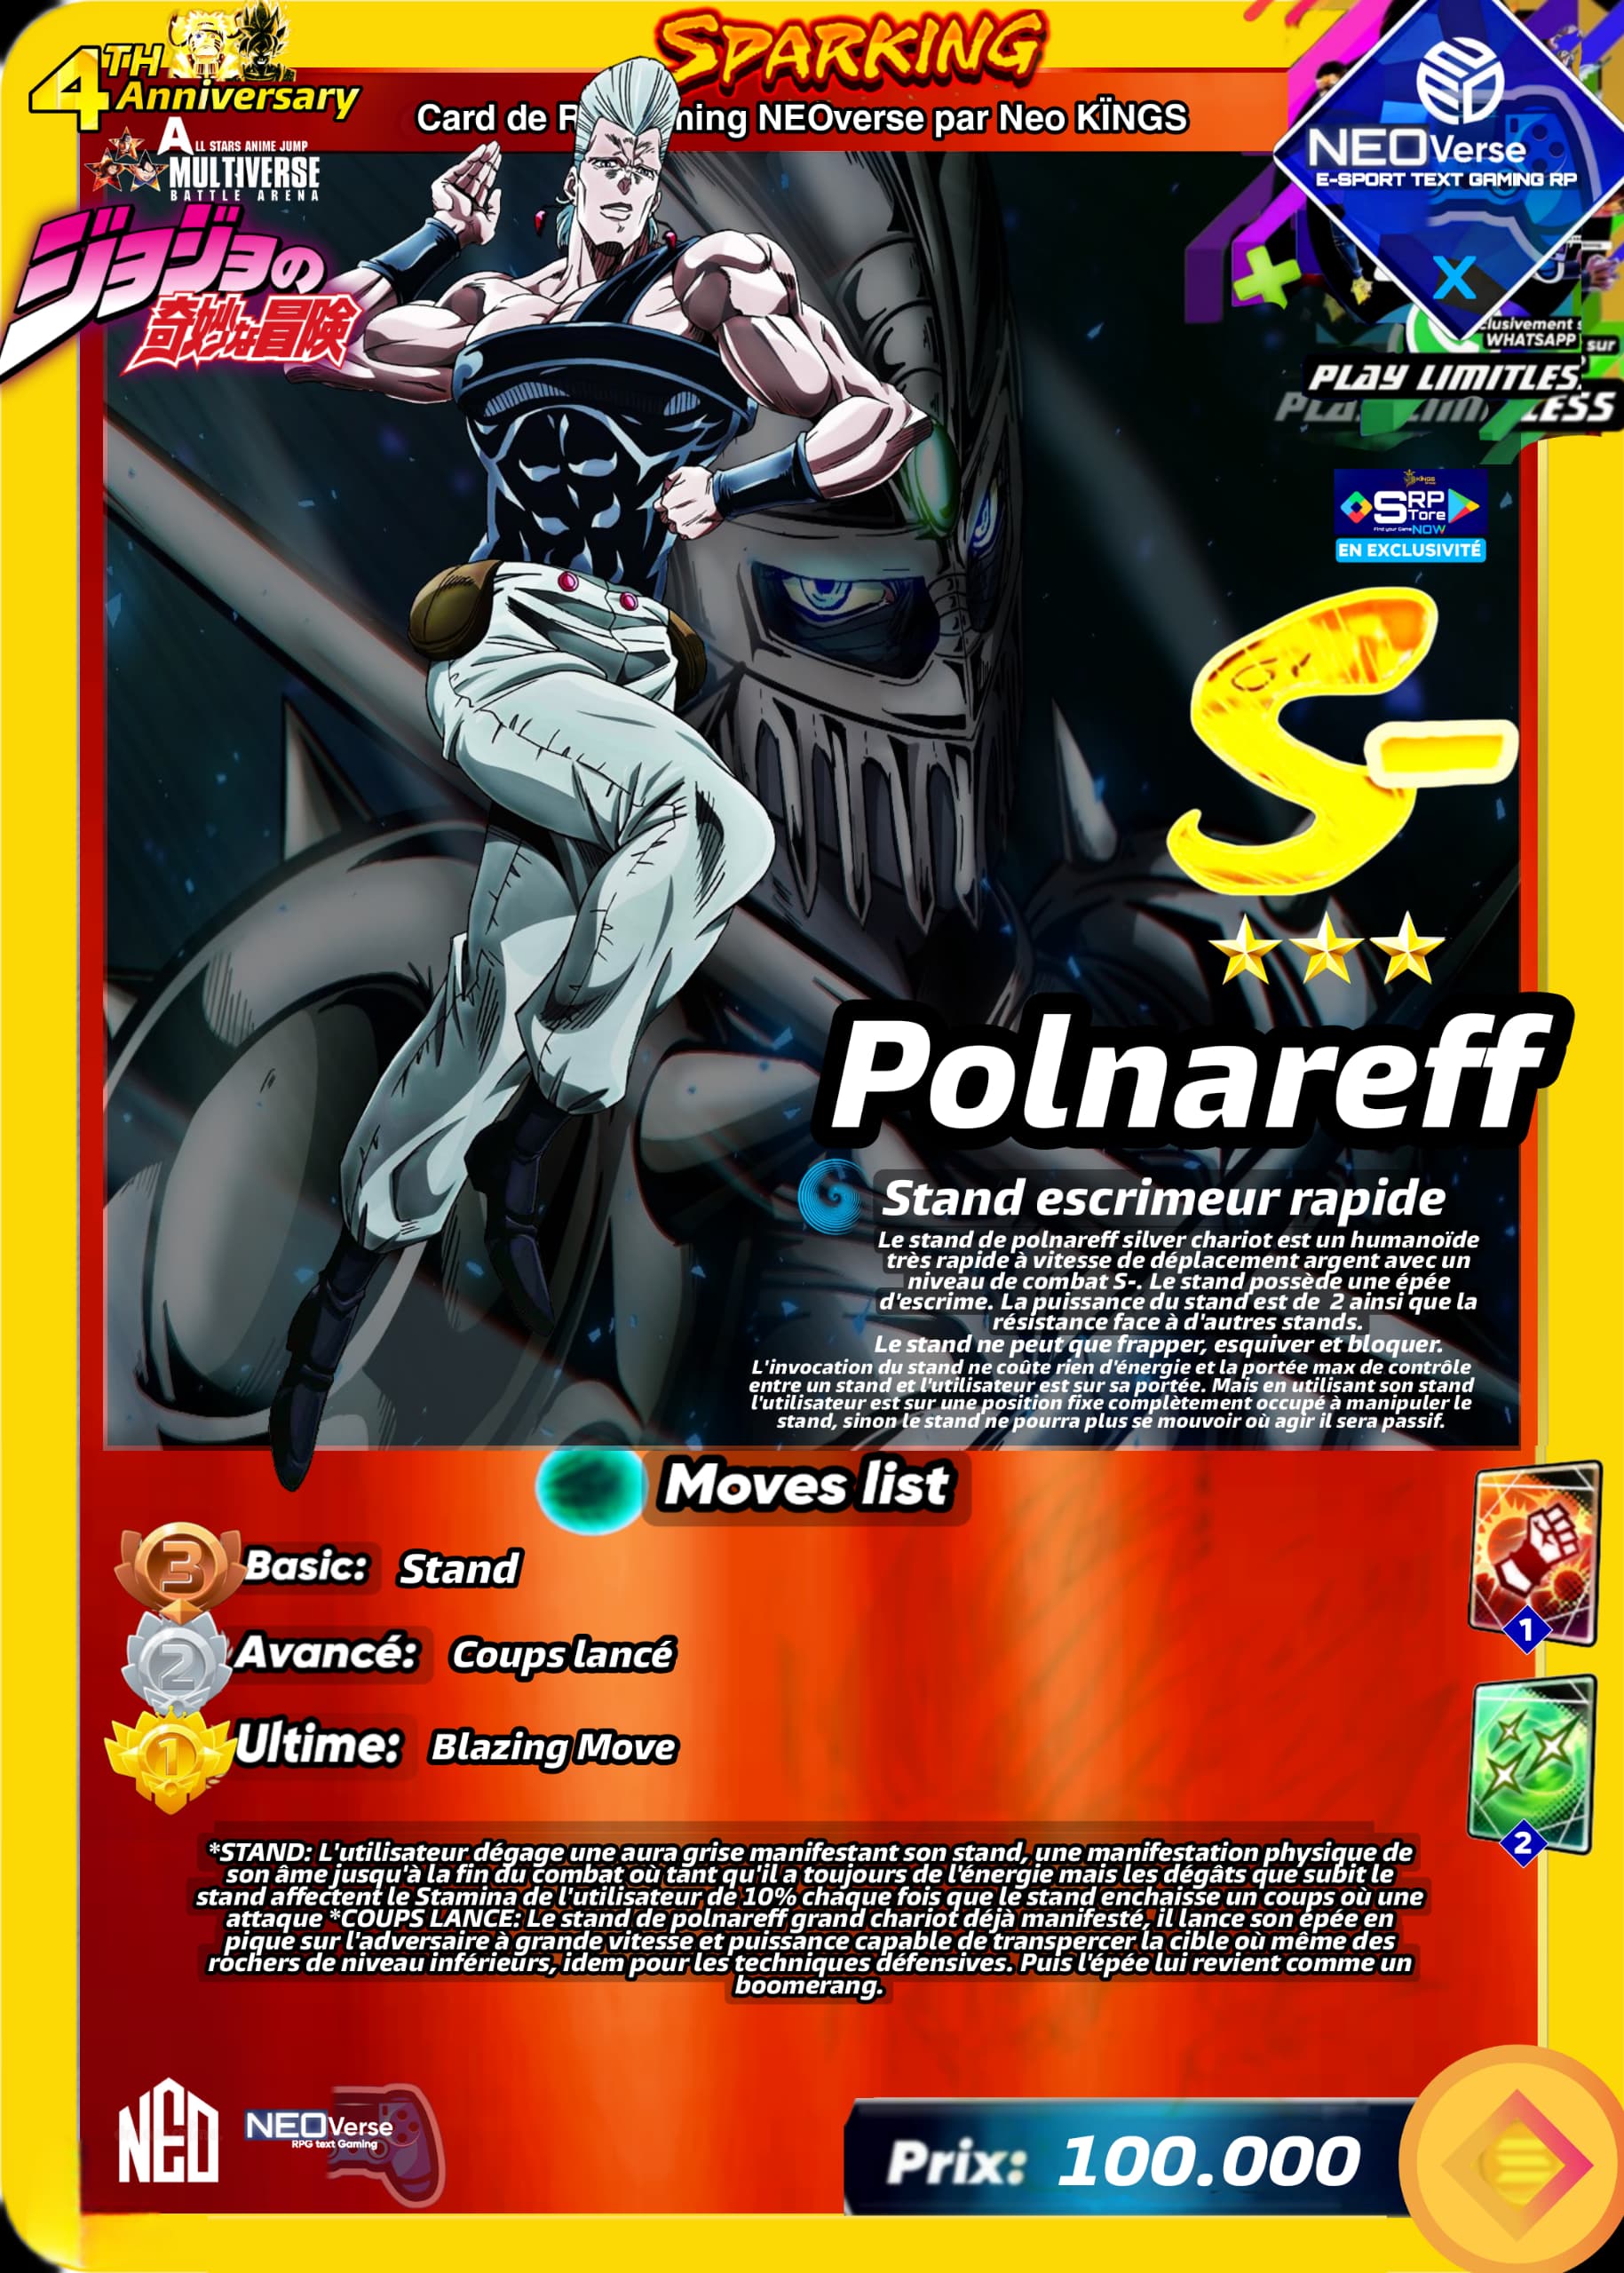 4TH
Anniversary
SPARKING
Card de R ming NEOverse par Neo KÏNGS
ALL STARS ANIME JUMP
MULTIVERSE
BATTLE ARENA
ジョジョの
奇妙な冒険
NEOVerse
E-SPORT TEXT GAMING RP
X
clusivement
WHATSAPP
sur
PLAY LIMITLES
LESS
SRP
Tore
Find your Game NOW
EN EXCLUSIVITÉ
S-
Polnareff
Stand escrimeur rapide
Le stand de polnareff silver chariot est un humanoïde
très rapide à vitesse de déplacement argent avec un
niveau de combat S-. Le stand possède une épée
d'escrime. La puissance du stand est de 2 ainsi que la
résistance face à d'autres stands.
Le stand ne peut que frapper, esquiver et bloquer.
L'invocation du stand ne coûte rien d'énergie et la portée max de contrôle
entre un stand et l'utilisateur est sur sa portée. Mais en utilisant son stand
l'utilisateur est sur une position fixe complètement occupé à manipuler le
stand, sinon le stand ne pourra plus se mouvoir où agir il sera passif.
Moves list
3 Basic: Stand
1
2 Avancé: Coups lancé
1 Ultime: Blazing Move
2
*STAND: L'utilisateur dégage une aura grise manifestant son stand, une manifestation physique de
son âme jusqu'à la fin du combat où tant qu'il a toujours de l'énergie mais les dégâts que subit le
stand affectent le Stamina de l'utilisateur de 10% chaque fois que le stand enchaisse un coups où une
attaque *COUPS LANCE: Le stand de polnareff grand chariot déjà manifesté, il lance son épée en
pique sur l'adversaire à grande vitesse et puissance capable de transpercer la cible où même des
rochers de niveau inférieurs, idem pour les techniques défensives. Puis l'épée lui revient comme un
boomerang.
NEO
NEOVerse
RPG text Gaming
Prix: 100.000